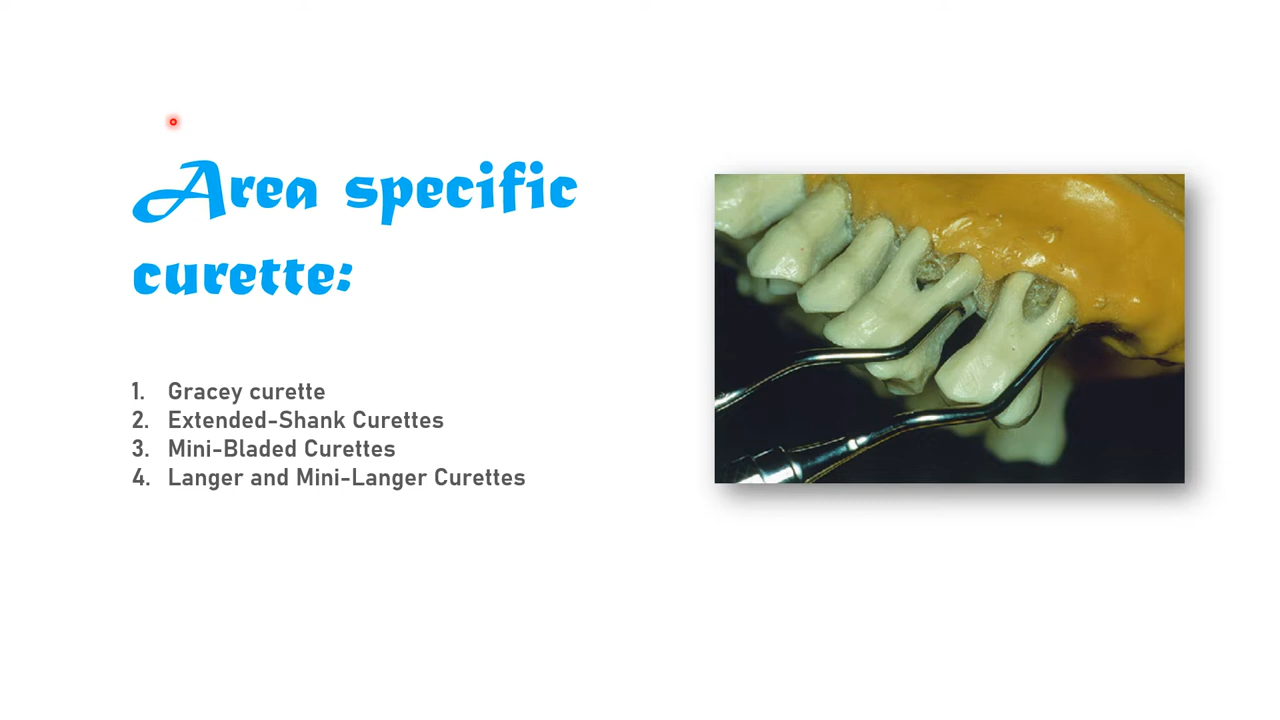 Area specific
curette:
1. Gracey curette
2. Extended-Shank Curettes
3. Mini-Bladed Curettes
4. Langer and Mini-Langer Curettes